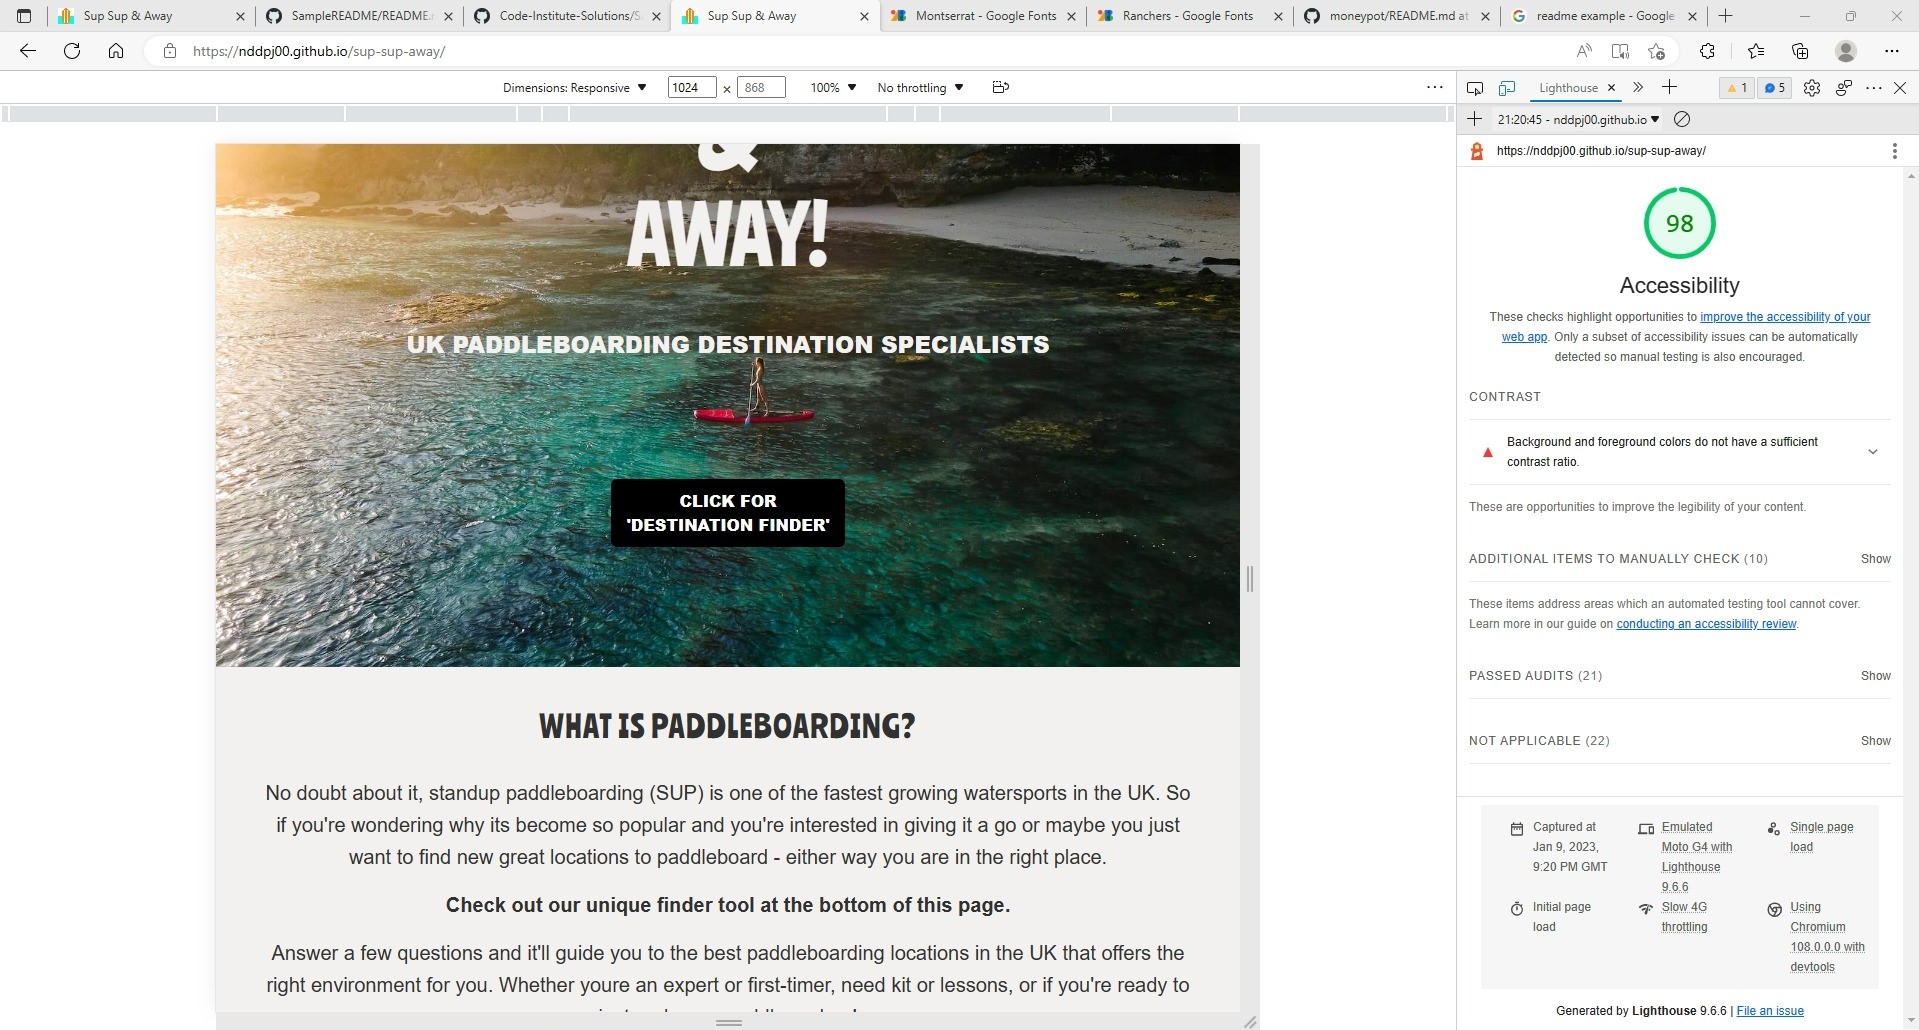 Sup Sup & Away
SampleREADME/README.
Code-Institute-Solutions/S
Sup Sup & Away
Montserrat - Google Fonts
Ranchers - Google Fonts
moneypot/README.md at
readme example - Google
https://nddpj00.github.io/sup-sup-away/
Dimensions: Responsive
1024
×
868
100%
No throttling
Lighthouse
1
5
21:20:45 - nddpj00.github.io
https://nddpj00.github.io/sup-sup-away/
&
AWAY!
UK PADDLEBOARDING DESTINATION SPECIALISTS
CLICK FOR
'DESTINATION FINDER'
WHAT IS PADDLEBOARDING?
No doubt about it, standup paddleboarding (SUP) is one of the fastest growing watersports in the UK. So
if you're wondering why its become so popular and you're interested in giving it a go or maybe you just
want to find new great locations to paddleboard - either way you are in the right place.
Check out our unique finder tool at the bottom of this page.
Answer a few questions and it'll guide you to the best paddleboarding locations in the UK that offers the
right environment for you. Whether youre an expert or first-timer, need kit or lessons, or if you're ready to
98
Accessibility
These checks highlight opportunities to improve the accessibility of your
web app. Only a subset of accessibility issues can be automatically
detected so manual testing is also encouraged.
CONTRAST
Background and foreground colors do not have a sufficient
contrast ratio.
These are opportunities to improve the legibility of your content.
ADDITIONAL ITEMS TO MANUALLY CHECK (10)
Show
These items address areas which an automated testing tool cannot cover.
Learn more in our guide on conducting an accessibility review.
PASSED AUDITS (21)
Show
NOT APPLICABLE (22)
Show
Captured at
Jan 9, 2023,
9:20 PM GMT
Emulated
Moto G4 with
Lighthouse
9.6.6
Single page
load
Initial page
load
Slow 4G
throttling
Using
Chromium
108.0.0.0 with
devtools
Generated by Lighthouse 9.6.6 | File an issue